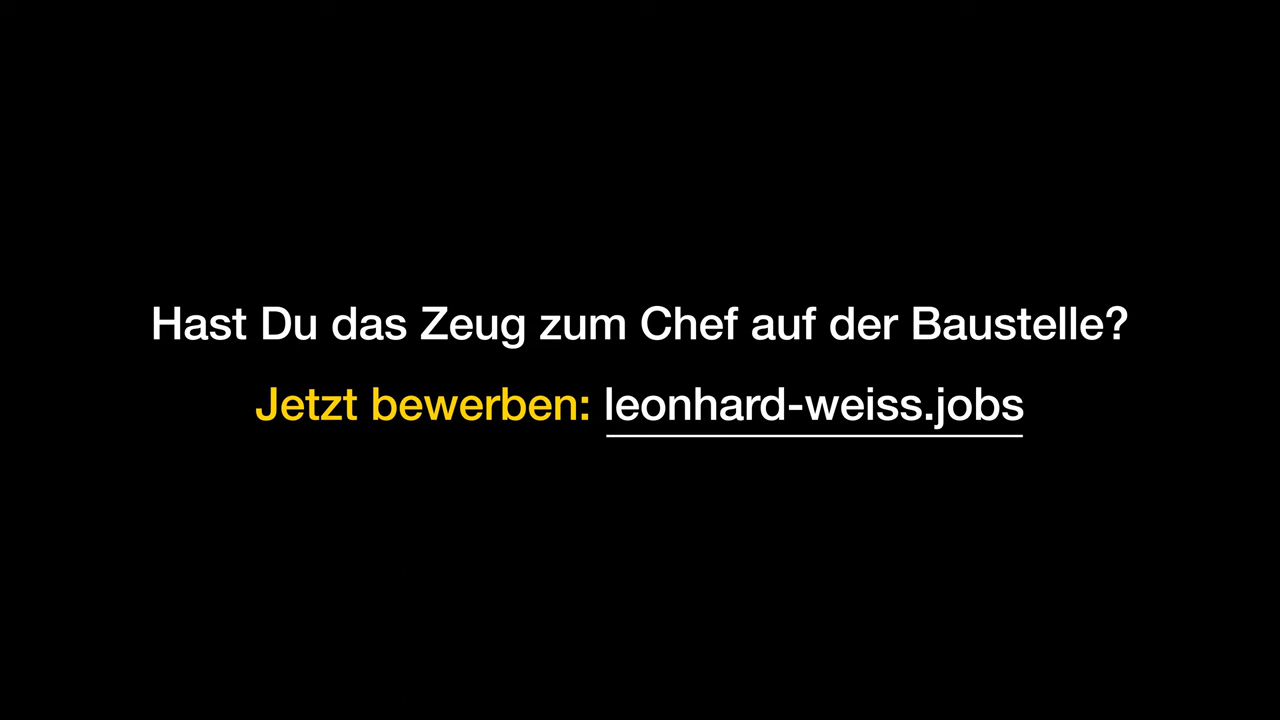 Hast Du das Zeug zum Chef auf der Baustelle?
Jetzt bewerben: leonhard-weiss.jobs